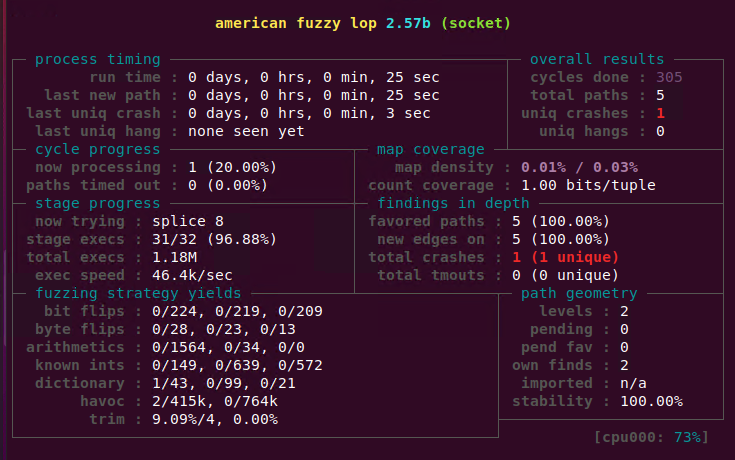 american fuzzy lop 2.57b (socket)
process timing
run time : 0 days, 0 hrs, 0 min, 25 sec
last new path : 0 days, 0 hrs, 0 min, 25 sec
last uniq crash : 0 days, 0 hrs, 0 min, 3 sec
last uniq hang : none seen yet
overall results
cycles done : 305
total paths : 5
uniq crashes : 1
uniq hangs : 0
cycle progress
now processing : 1 (20.00%)
paths timed out : 0 (0.00%)
map coverage
map density : 0.01% / 0.03%
count coverage : 1.00 bits/tuple
stage progress
now trying : splice 8
stage execs : 31/32 (96.88%)
total execs : 1.18M
exec speed : 46.4k/sec
findings in depth
favored paths : 5 (100.00%)
new edges on : 5 (100.00%)
total crashes : 1 (1 unique)
total tmouts : 0 (0 unique)
fuzzing strategy yields
bit flips : 0/224, 0/219, 0/209
byte flips : 0/28, 0/23, 0/13
arithmetics : 0/1564, 0/34, 0/0
known ints : 0/149, 0/639, 0/572
dictionary : 1/43, 0/99, 0/21
havoc : 2/415k, 0/764k
trim : 9.09%/4, 0.00%
path geometry
levels : 2
pending : 0
pend fav : 0
own finds : 2
imported : n/a
stability : 100.00%
[cpu000: 73%]